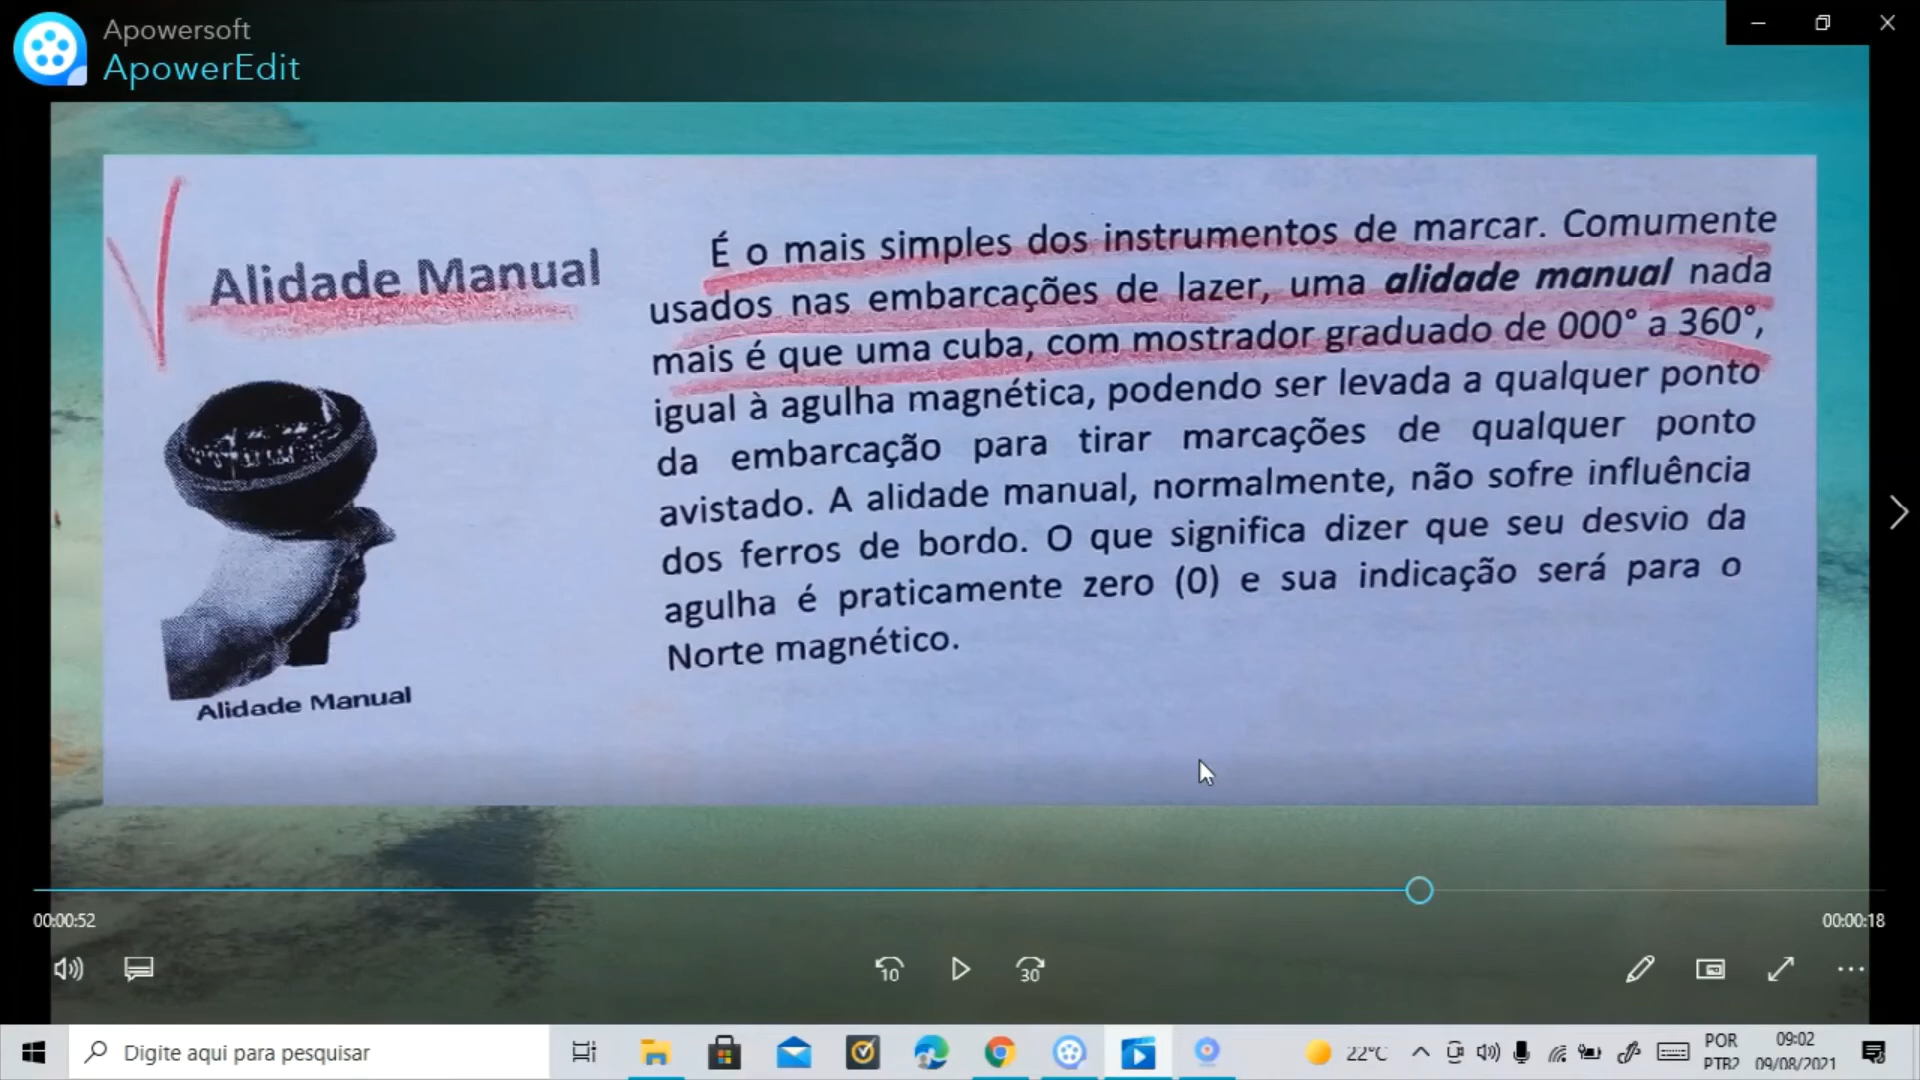 Apowersoft
ApowerEdit
Alidade Manual
É o mais simples dos instrumentos de marcar. Comumente
usados nas embarcações de lazer, uma alidade manual nada
mais é que uma cuba, com mostrador graduado de 000° a 360°,
igual à agulha magnética, podendo ser levada a qualquer ponto
da embarcação para tirar marcações de qualquer ponto
avistado. A alidade manual, normalmente, não sofre influência
dos ferros de bordo. O que significa dizer que seu desvio da
agulha é praticamente zero (0) e sua indicação será para o
Norte magnético.
Alidade Manual
00:00:52
00:00:18
10
30
Digite aqui para pesquisar
22°C
POR
PTB2
09:02
09/08/2021